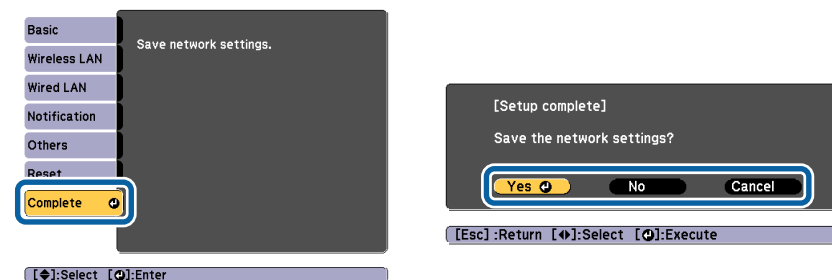 Basic
Wireless LAN
Wired LAN
Notification
Others
Reset
Complete
Save network settings.
[◆]:Select [↵]:Enter
[Setup complete]
Save the network settings?
Yes No Cancel
[Esc] :Return [◆]:Select [↵]:Execute